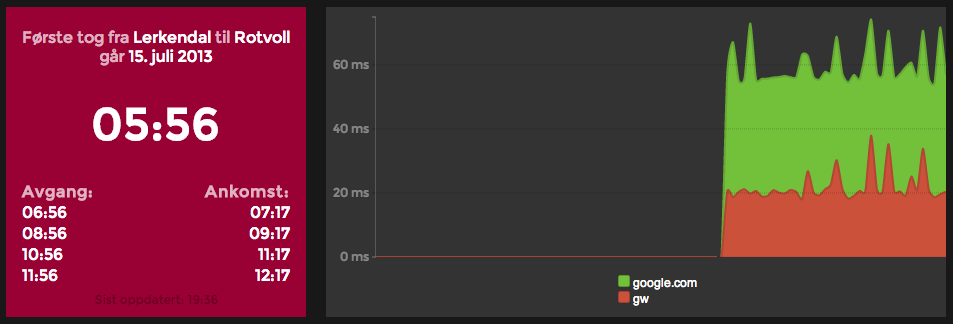 Første tog fra Lerkendal til Rotvoll
går 15. juli 2013
05:56
Avgang: Ankomst:
06:56 07:17
08:56 09:17
10:56 11:17
11:56 12:17
Sist oppdatert: 19:36
60 ms
40 ms
20 ms
0 ms
google.com
gw